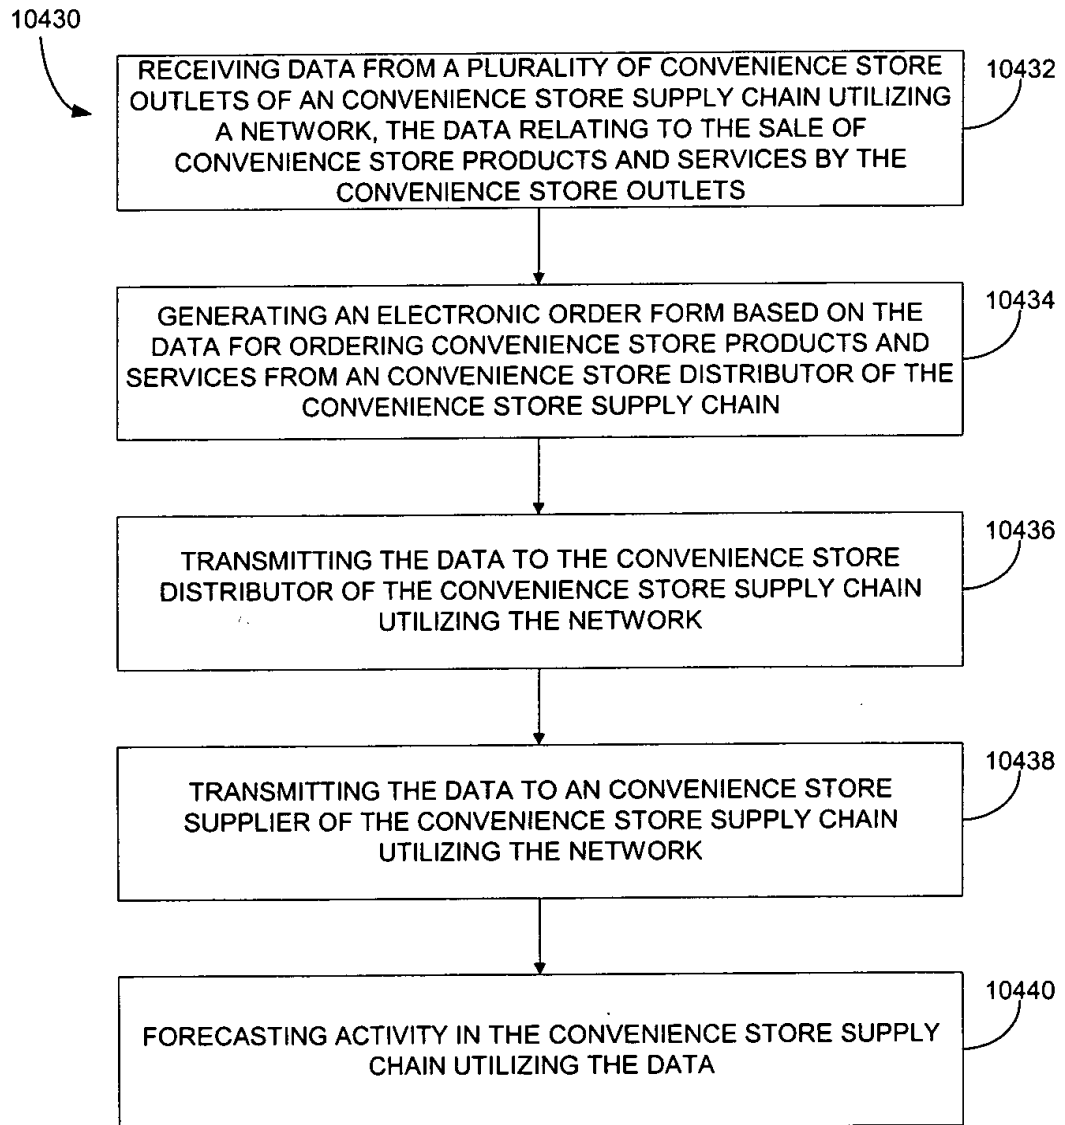 10430
RECEIVING DATA FROM A PLURALITY OF CONVENIENCE STORE
OUTLETS OF AN CONVENIENCE STORE SUPPLY CHAIN UTILIZING
A NETWORK, THE DATA RELATING TO THE SALE OF
CONVENIENCE STORE PRODUCTS AND SERVICES BY THE
CONVENIENCE STORE OUTLETS
10432
GENERATING AN ELECTRONIC ORDER FORM BASED ON THE
DATA FOR ORDERING CONVENIENCE STORE PRODUCTS AND
SERVICES FROM AN CONVENIENCE STORE DISTRIBUTOR OF THE
CONVENIENCE STORE SUPPLY CHAIN
10434
TRANSMITTING THE DATA TO THE CONVENIENCE STORE
DISTRIBUTOR OF THE CONVENIENCE STORE SUPPLY CHAIN
UTILIZING THE NETWORK
10436
TRANSMITTING THE DATA TO AN CONVENIENCE STORE
SUPPLIER OF THE CONVENIENCE STORE SUPPLY CHAIN
UTILIZING THE NETWORK
10438
FORECASTING ACTIVITY IN THE CONVENIENCE STORE SUPPLY
CHAIN UTILIZING THE DATA
10440